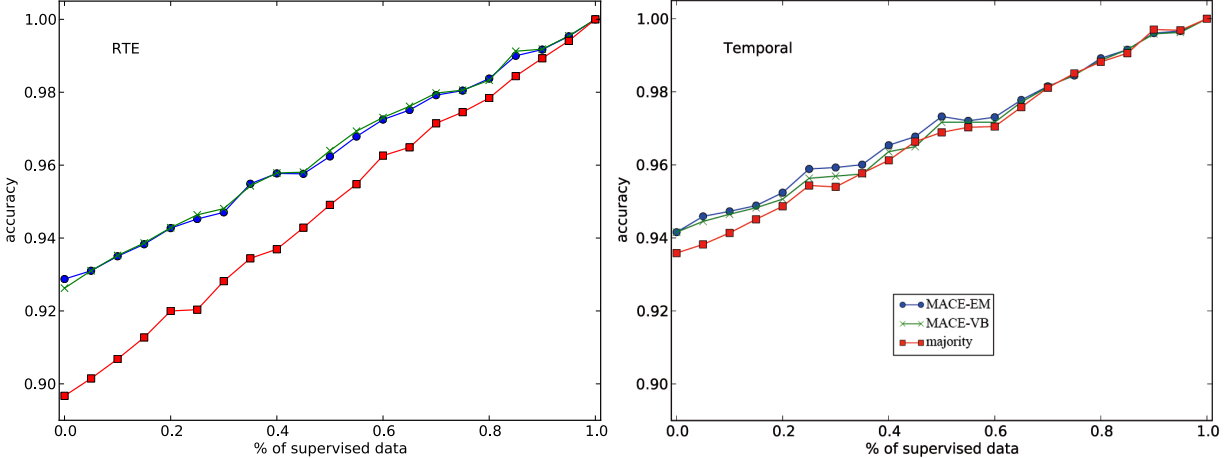 RTE
accuracy
1.00
0.98
0.96
0.94
0.92
0.90
0.0 0.2 0.4 0.6 0.8 1.0
% of supervised data
Temporal
accuracy
1.00
0.98
0.96
0.94
0.92
0.90
MACE-EM
MACE-VB
majority
0.0 0.2 0.4 0.6 0.8 1.0
% of supervised data